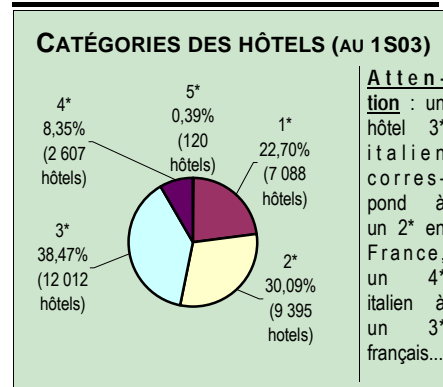 CATÉGORIES DES HÔTELS (AU 1S03)
5*
0,39%
(120
hôtels)
4*
8,35%
(2 607
hôtels)
1*
22,70%
(7 088
hôtels)
3*
38,47%
(12 012
hôtels)
2*
30,09%
(9 395
hotels)
Atten-
tion : un
hôtel 3*
italien
corres-
pond à
un 2* en
France,
un 4*
italien à
un 3*
français...